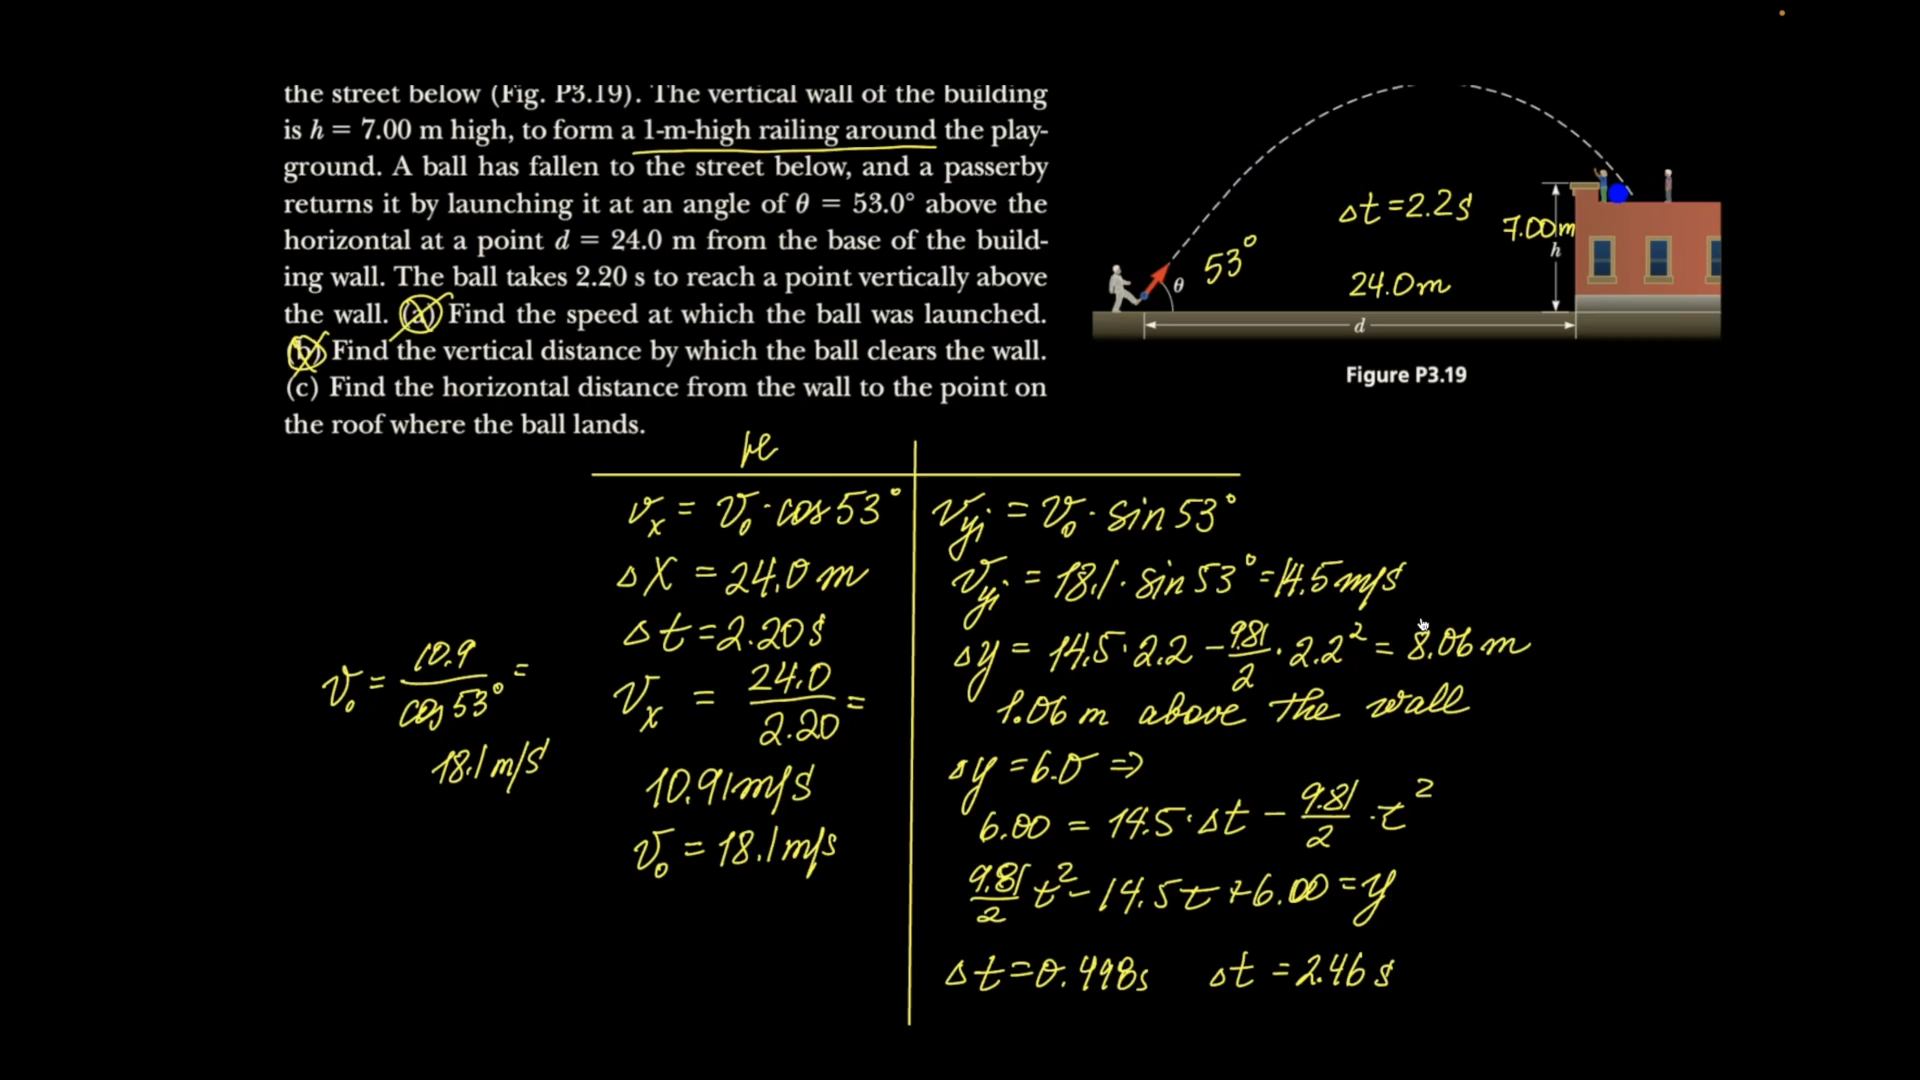 the street below (Fig. P3.19). The vertical wall of the building
is h = 7.00 m high, to form a 1-m-high railing around the play-
ground. A ball has fallen to the street below, and a passerby
returns it by launching it at an angle of θ = 53.0° above the
horizontal at a point d = 24.0 m from the base of the build-
ing wall. The ball takes 2.20 s to reach a point vertically above
the wall. (a) Find the speed at which the ball was launched.
(b) Find the vertical distance by which the ball clears the wall.
(c) Find the horizontal distance from the wall to the point on
the roof where the ball lands.
Δt = 2.2 s
7.00 m
h
53°
θ
24.0 m
d
Figure P3.19
v₀ = 10.9 / cos 53° =
18.1 m/s
x
vₓ = v₀ · cos 53°
ΔX = 24.0 m
Δt = 2.20 s
vₓ = 24.0 / 2.20 =
10.91 m/s
v₀ = 18.1 m/s
v_yi = v₀ · sin 53°
v_yi = 18.1 · sin 53° = 14.5 m/s
Δy = 14.5 · 2.2 − 9.81/2 · 2.2² = 8.06 m
1.06 m above the wall
Δy = 6.0 ⇒
6.00 = 14.5 · Δt − 9.81/2 · t²
9.81/2 t² − 14.5t + 6.00 = y
Δt = 0.498 s Δt = 2.46 s